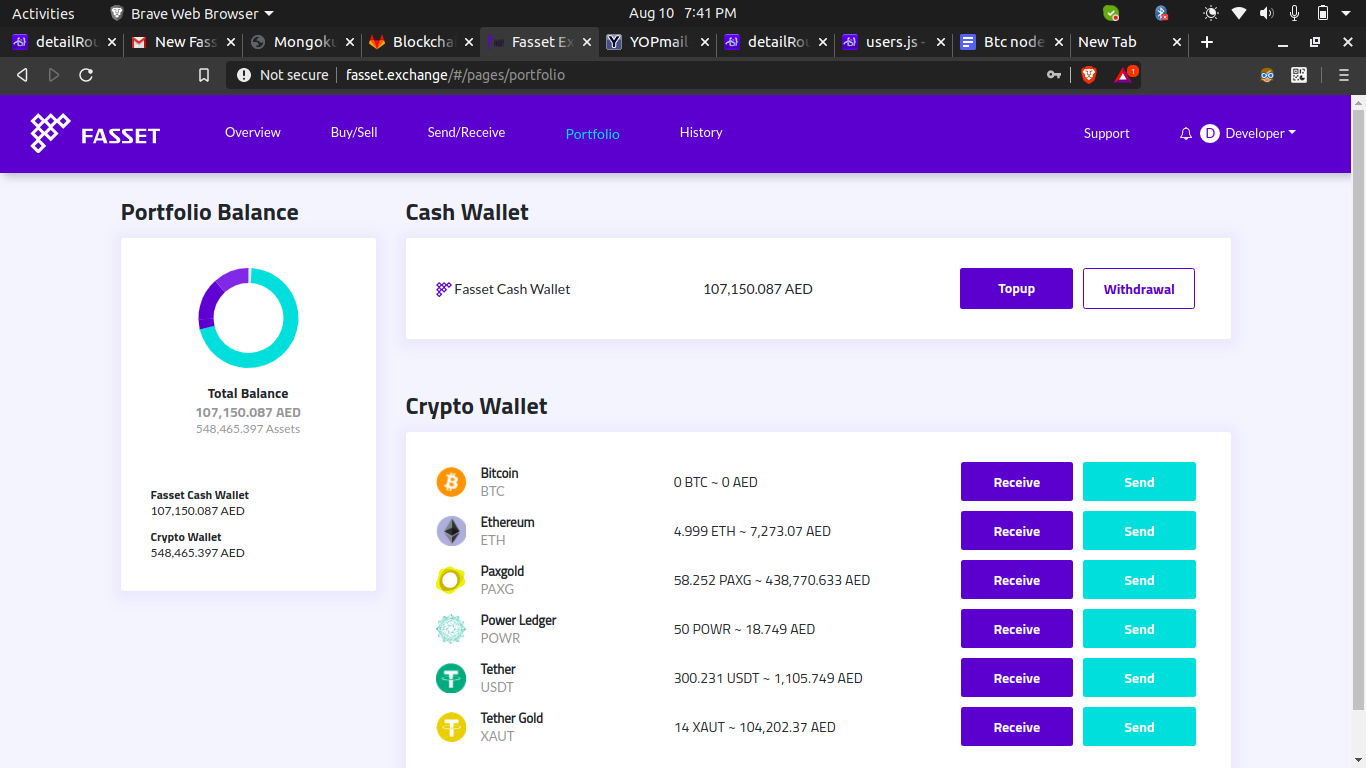 Activities Brave Web Browser Aug 10 7:41 PM
detailRou New Fass Mongoku Blockcha Fasset Ex YOPmail detailRou users.js - Btc node New Tab
Not secure fasset.exchange/#/pages/portfolio 1
FASSET Overview Buy/Sell Send/Receive Portfolio History Support D Developer
Portfolio Balance
Total Balance
107,150.087 AED
548,465.397 Assets
Fasset Cash Wallet
107,150.087 AED
Crypto Wallet
548,465.397 AED
Cash Wallet
Fasset Cash Wallet 107,150.087 AED Topup Withdrawal
Crypto Wallet
Bitcoin
BTC
0 BTC ~ 0 AED Receive Send
Ethereum
ETH
4.999 ETH ~ 7,273.07 AED Receive Send
Paxgold
PAXG
58.252 PAXG ~ 438,770.633 AED Receive Send
Power Ledger
POWR
50 POWR ~ 18.749 AED Receive Send
Tether
USDT
300.231 USDT ~ 1,105.749 AED Receive Send
Tether Gold
XAUT
14 XAUT ~ 104,202.37 AED Receive Send